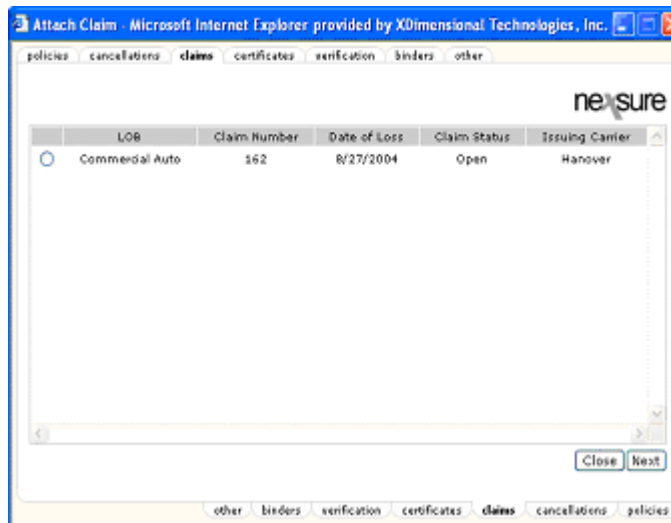 Attach Claim - Microsoft Internet Explorer provided by XDimensional Technologies, Inc.
policies cancellations claims certificates verification binders other
nexsure
LOB Claim Number Date of Loss Claim Status Issuing Carrier
Commercial Auto 162 8/27/2004 Open Hanover
Close Next
other binders verification certificates claims cancellations policies